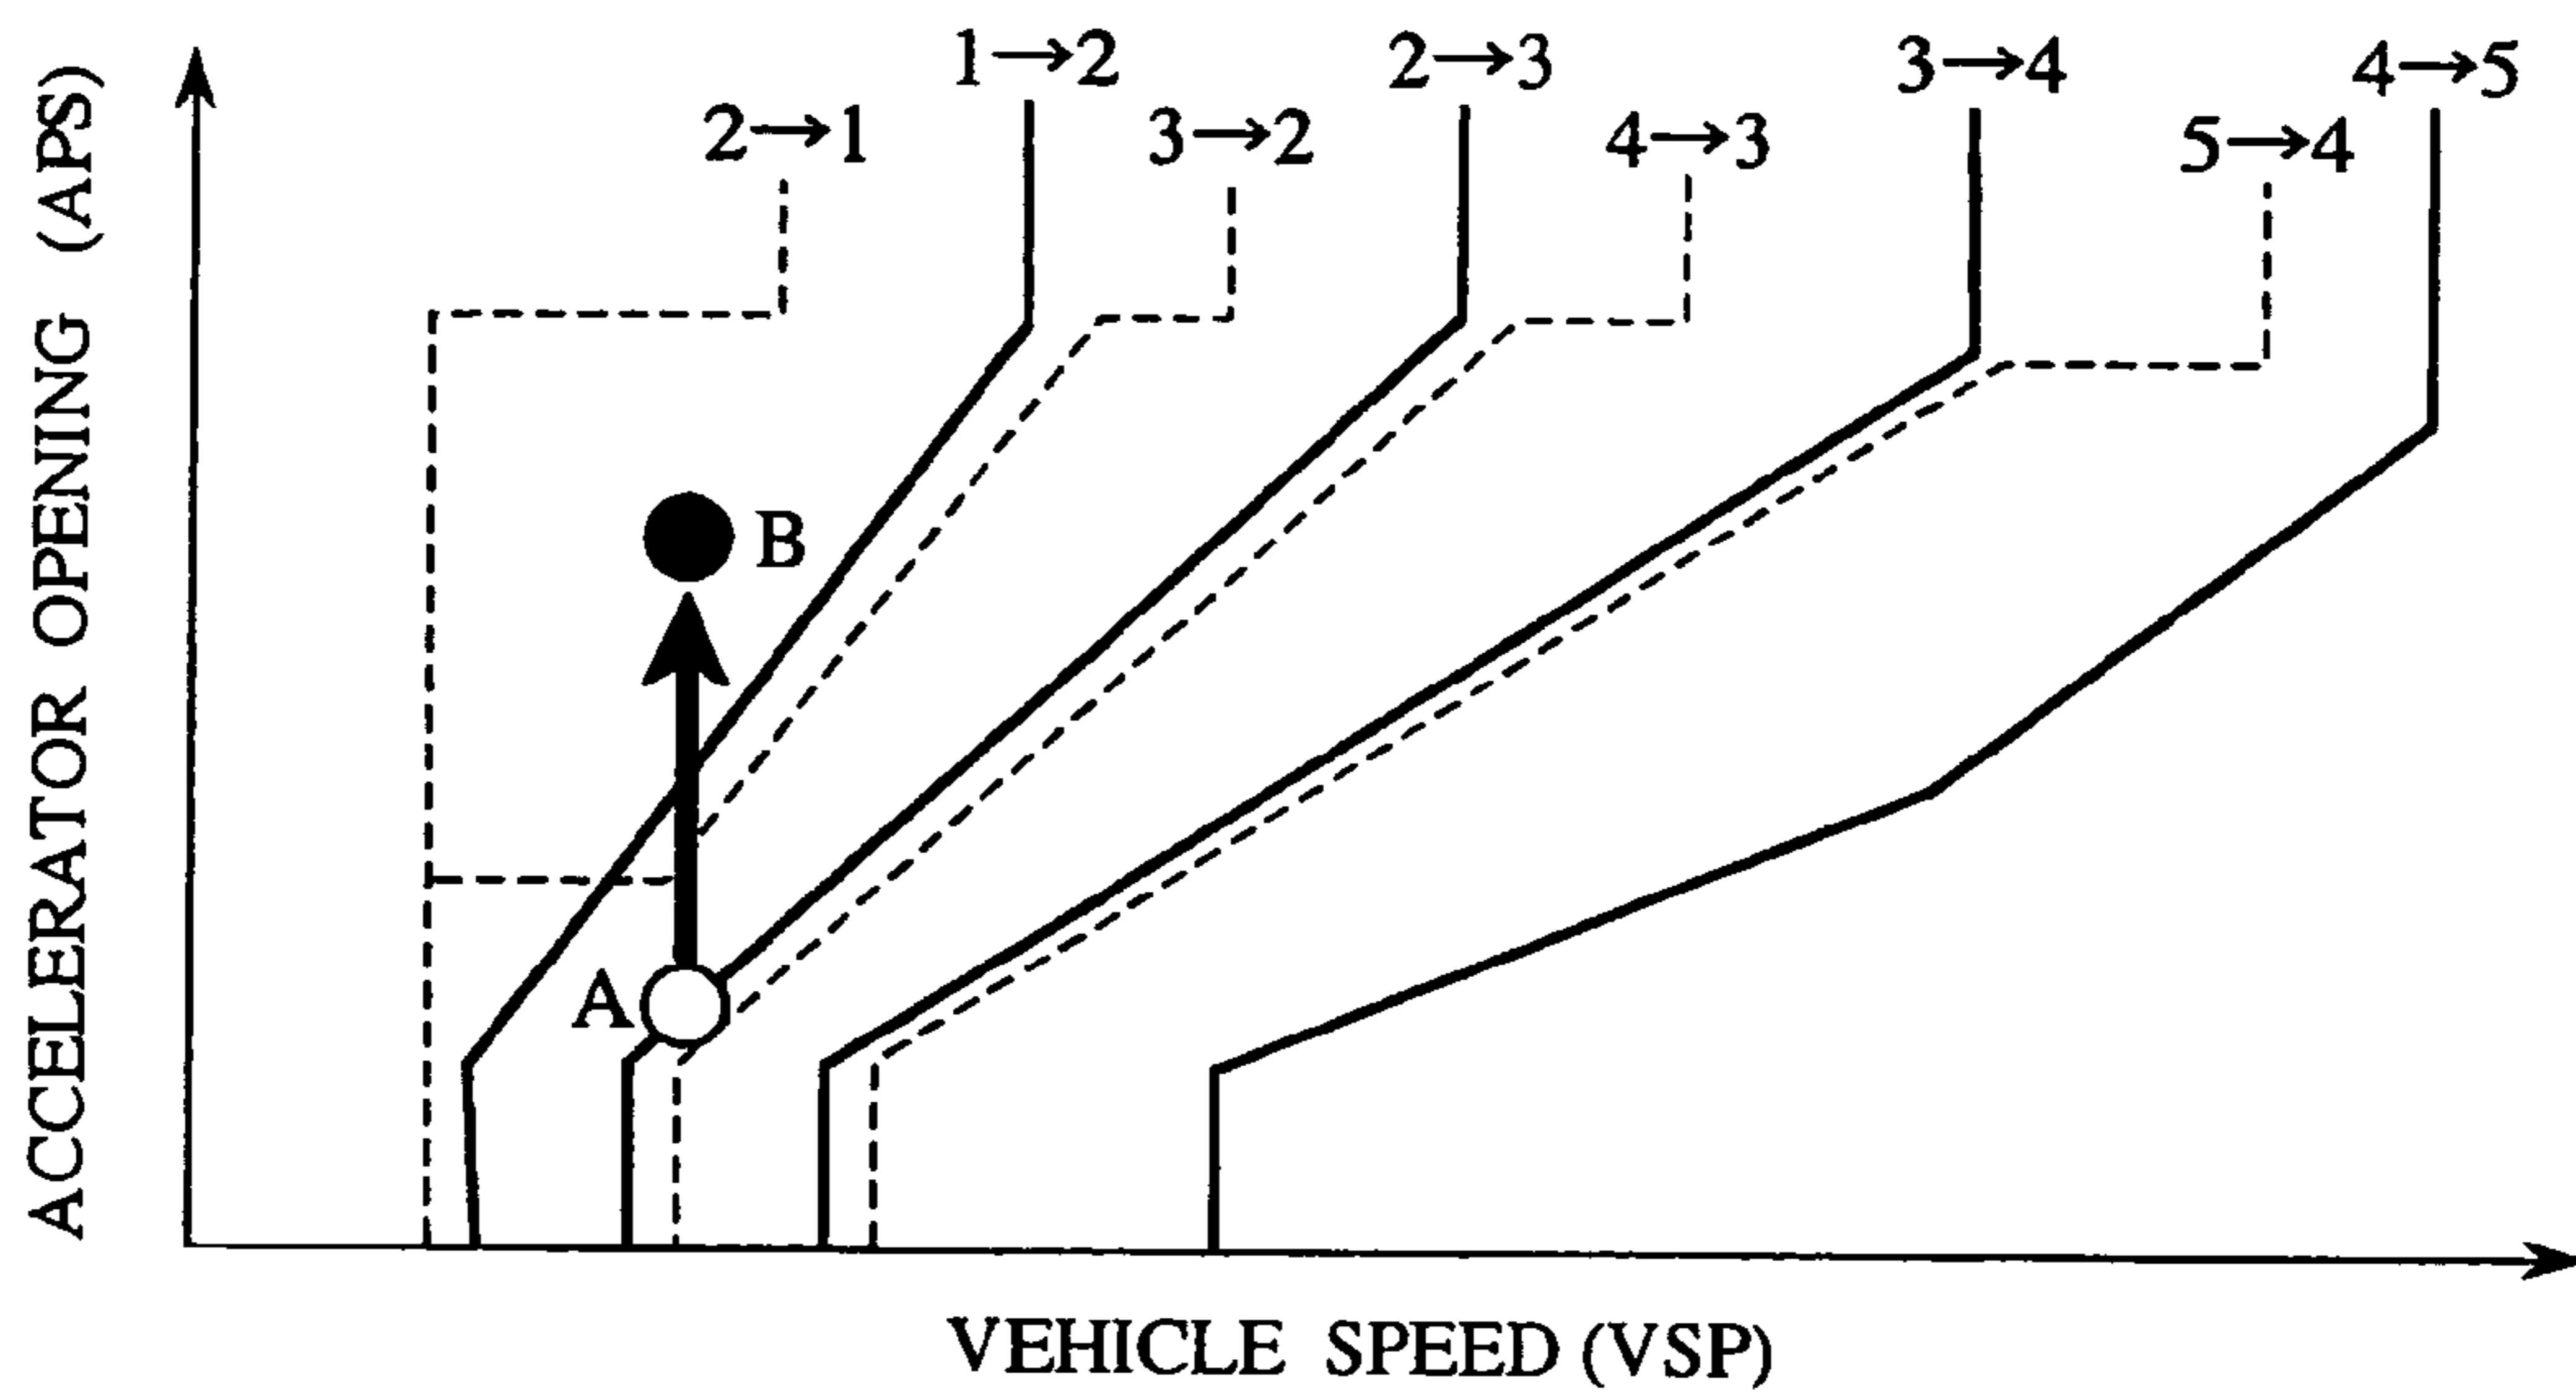 ACCELERATOR OPENING (APS)
1→2
2→3
3→4
4→5
2→1
3→2
4→3
5→4
B
A
VEHICLE SPEED (VSP)